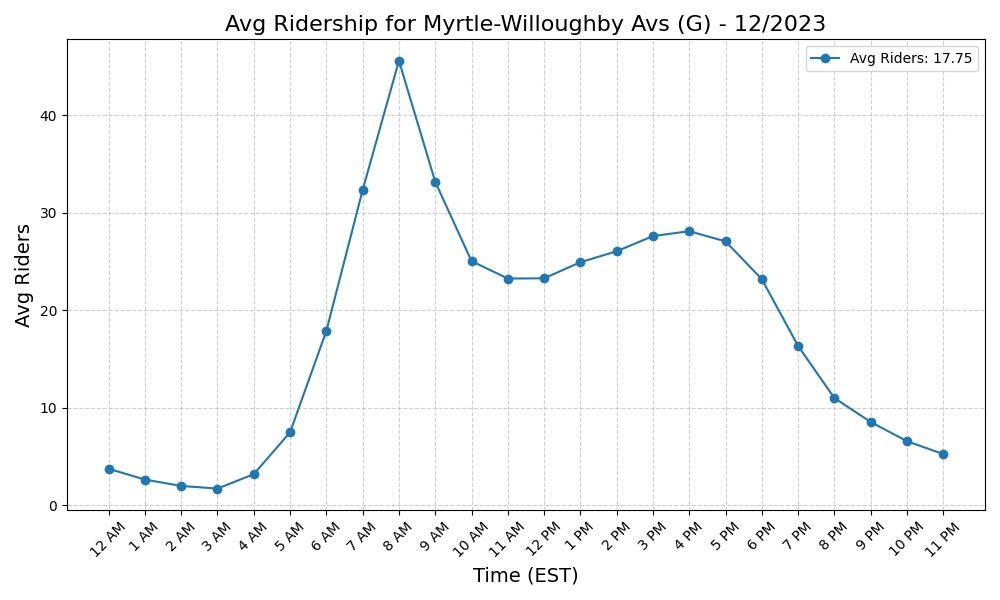 Avg Ridership for Myrtle-Willoughby Avs (G) - 12/2023
Avg Riders: 17.75
Avg Riders
40
30
20
10
0
12 AM
1 AM
2 AM
3 AM
4 AM
5 AM
6 AM
7 AM
8 AM
9 AM
10 AM
11 AM
12 PM
1 PM
2 PM
3 PM
4 PM
5 PM
6 PM
7 PM
8 PM
9 PM
10 PM
11 PM
Time (EST)